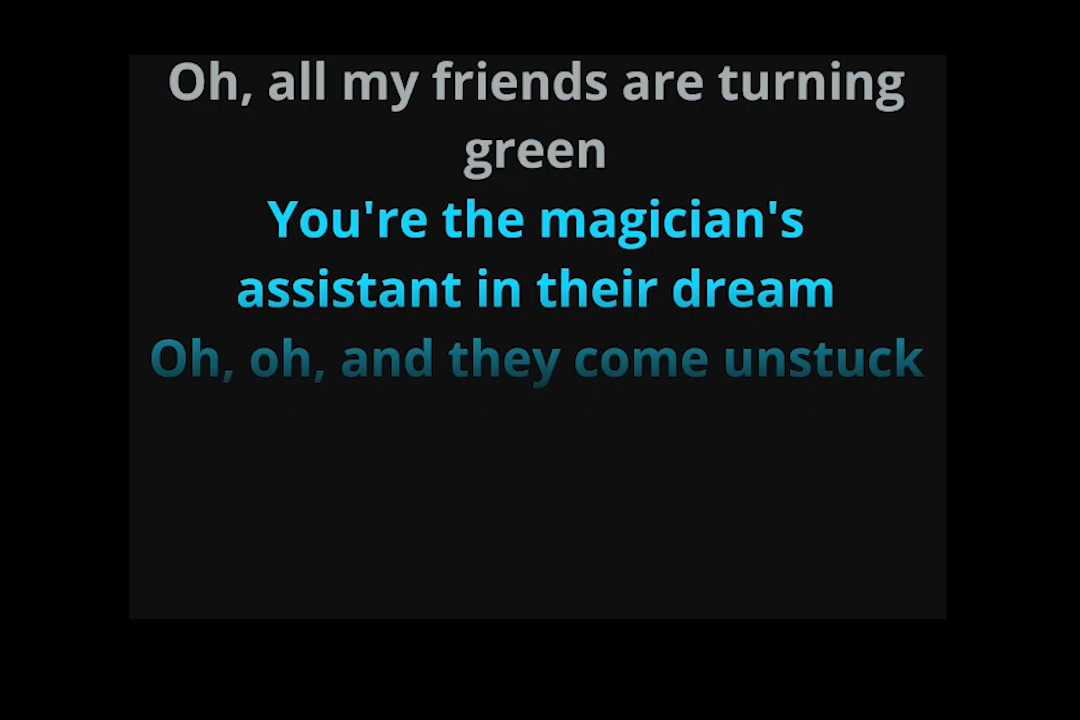 Oh, all my friends are turning
green
You're the magician's
assistant in their dream
Oh, oh, and they come unstuck